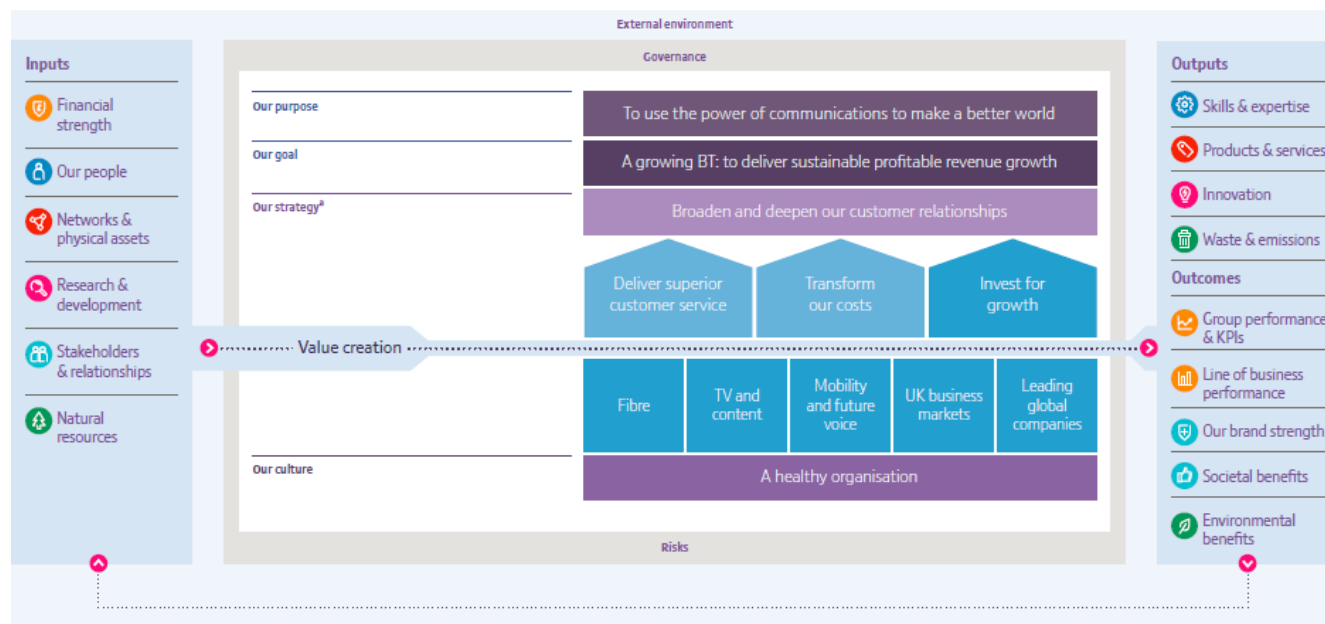 External environment
Inputs
Financial
strength
Our people
Networks &
physical assets
Research &
development
Stakeholders
& relationships
Natural
resources
Governance
Our purpose
To use the power of communications to make a better world
Our goal
A growing BT: to deliver sustainable profitable revenue growth
Our strategyª
Broaden and deepen our customer relationships
Deliver superior
customer service
Transform
our costs
Invest for
growth
Value creation
Fibre
TV and
content
Mobility
and future
voice
UK business
markets
Leading
global
companies
Our culture
A healthy organisation
Risks
Outputs
Skills & expertise
Products & services
Innovation
Waste & emissions
Outcomes
Group performance
& KPIs
Line of business
performance
Our brand strength
Societal benefits
Environmental
benefits